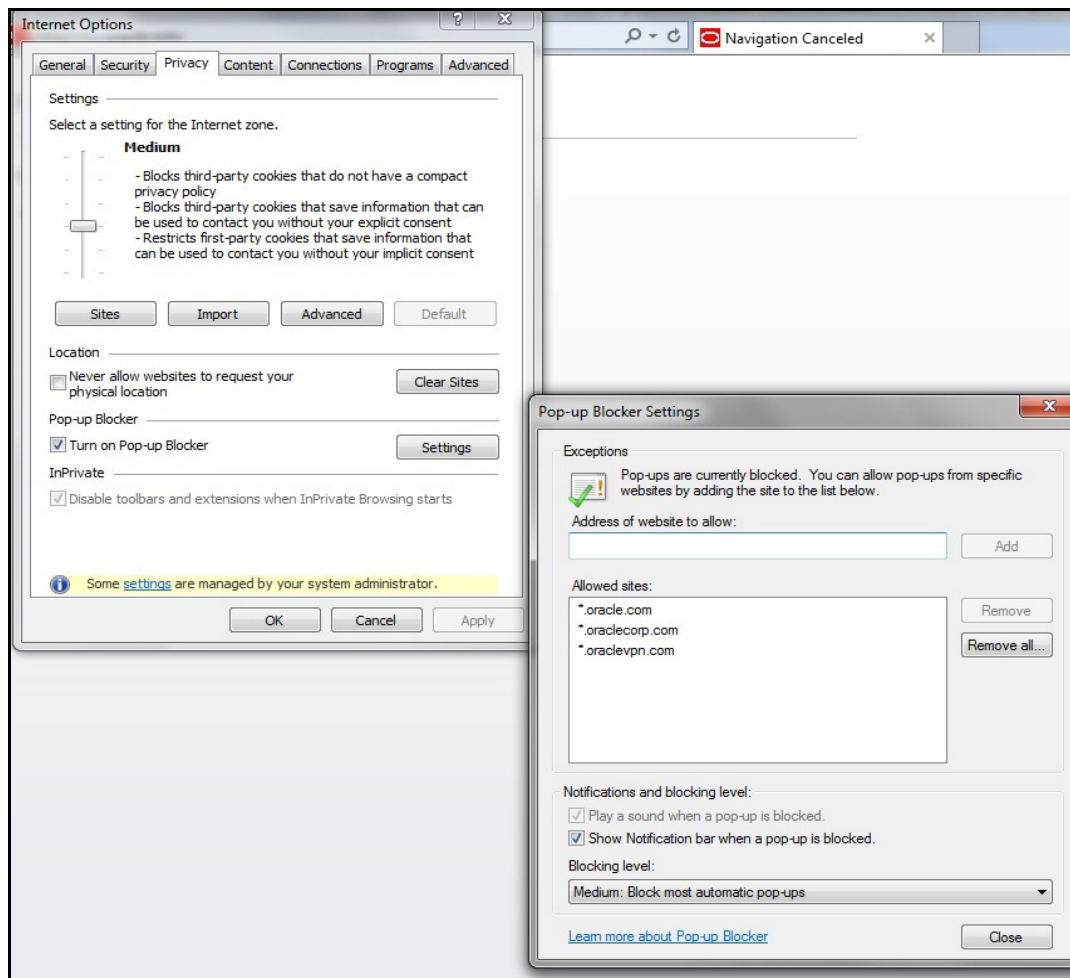 Internet Options
?
X
Navigation Canceled
General
Security
Privacy
Content
Connections
Programs
Advanced
Settings
Select a setting for the Internet zone.
Medium
- Blocks third-party cookies that do not have a compact
privacy policy
- Blocks third-party cookies that save information that can
be used to contact you without your explicit consent
- Restricts first-party cookies that save information that
can be used to contact you without your implicit consent
Sites
Import
Advanced
Default
Location
Never allow websites to request your
physical location
Clear Sites
Pop-up Blocker
Turn on Pop-up Blocker
Settings
InPrivate
Disable toolbars and extensions when InPrivate Browsing starts
Some settings are managed by your system administrator.
OK
Cancel
Apply
Pop-up Blocker Settings
Exceptions
Pop-ups are currently blocked. You can allow pop-ups from specific
websites by adding the site to the list below.
Address of website to allow:
Add
Allowed sites:
*.oracle.com
*.oraclecorp.com
*.oraclevpn.com
Remove
Remove all...
Notifications and blocking level:
Play a sound when a pop-up is blocked.
Show Notification bar when a pop-up is blocked.
Blocking level:
Medium: Block most automatic pop-ups
Learn more about Pop-up Blocker
Close